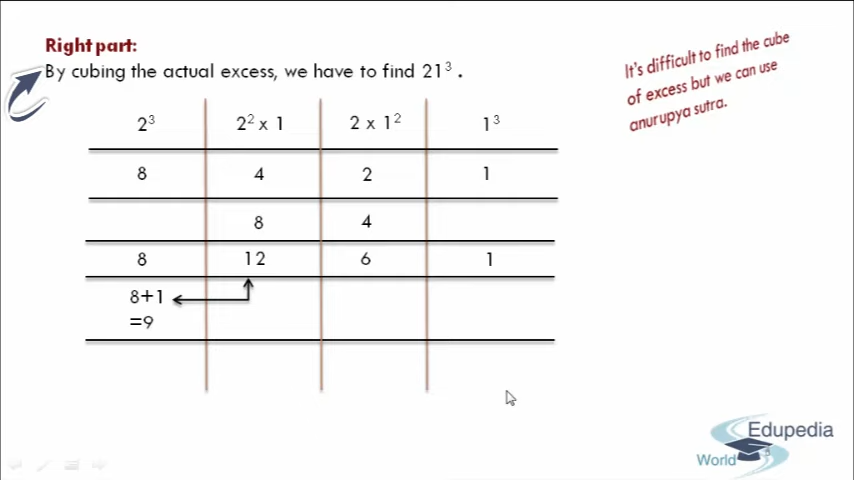 Right part:
By cubing the actual excess, we have to find 21³ .
It's difficult to find the cube
of excess but we can use
anurupya sutra.
2³ 2² x 1 2 x 1² 1³
8 4 2 1
8 4
8 12 6 1
8+1
=9
Edupedia
World